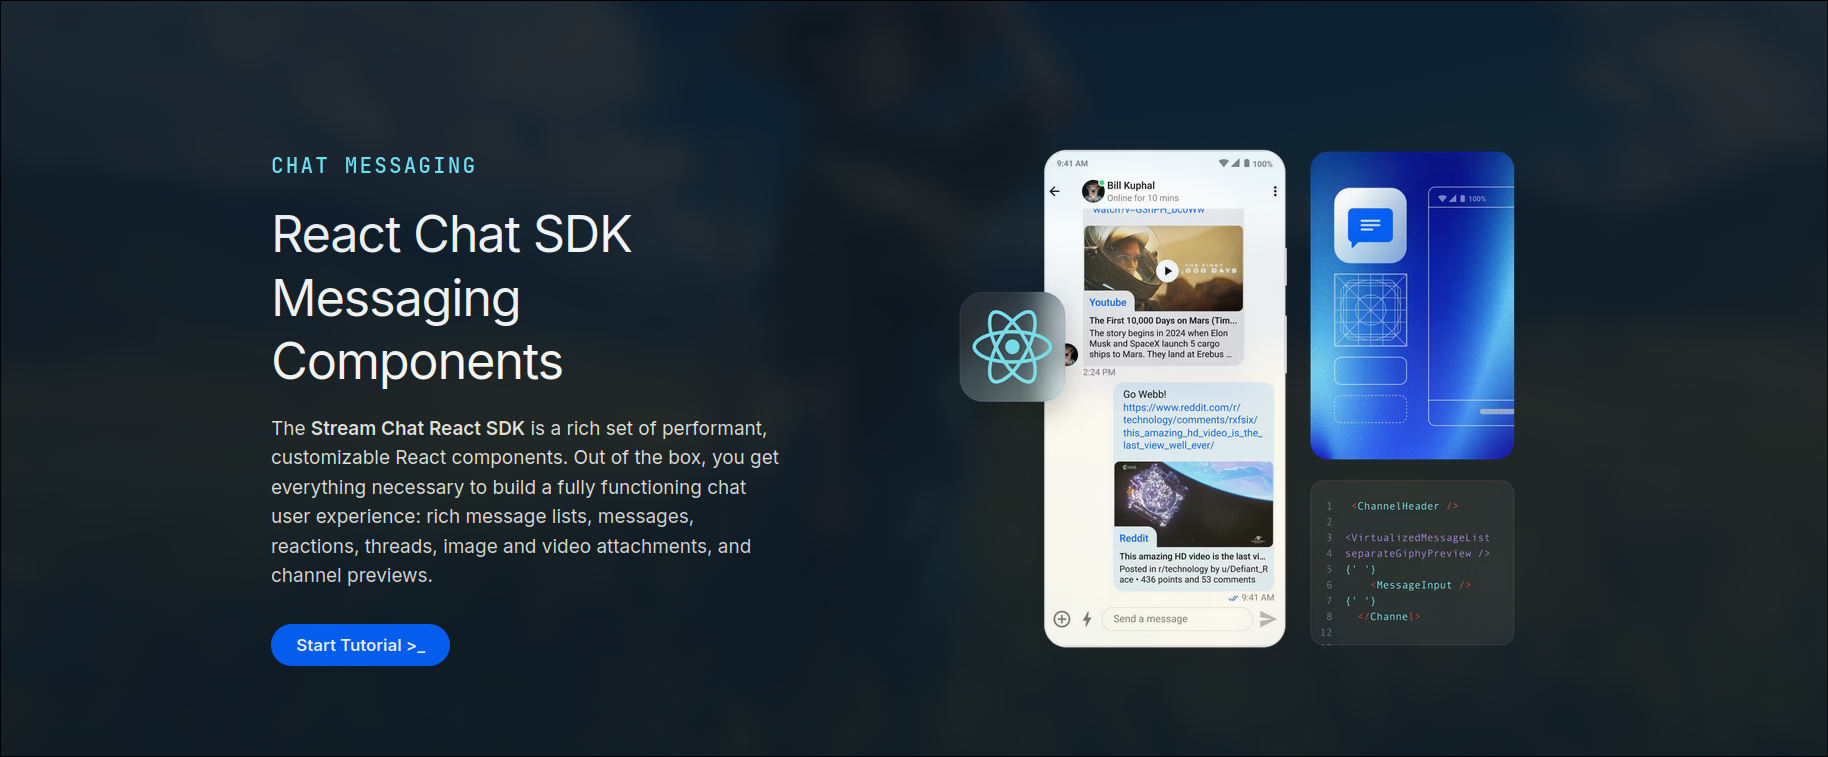 CHAT MESSAGING
React Chat SDK
Messaging
Components
The Stream Chat React SDK is a rich set of performant,
customizable React components. Out of the box, you get
everything necessary to build a fully functioning chat
user experience: rich message lists, messages,
reactions, threads, image and video attachments, and
channel previews.
Start Tutorial >_
9:41 AM 100%
Bill Kuphal
Online for 10 mins
THE FIRST
,000 DAYS
Youtube
The First 10,000 Days on Mars (Tim...
The story begins in 2024 when Elon
Musk and SpaceX launch 5 cargo
ships to Mars. They land at Erebus ...
2:24 PM
Go Webb!
https://www.reddit.com/r/
technology/comments/rxfsix/
this_amazing_hd_video_is_the_
last_view_well_ever/
Reddit
This amazing HD video is the last vi...
Posted in r/technology by u/Defiant_R
ace • 436 points and 53 comments
9:41 AM
Send a message
100%
1 <ChannelHeader />
2
3 <VirtualizedMessageList
4 separateGiphyPreview />
5 {' '}
6 <MessageInput />
7 {' '}
8 </Channel>
12